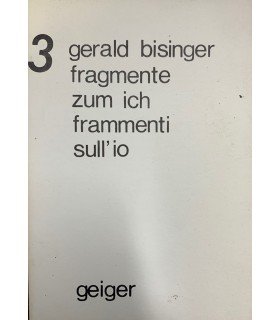 3 gerald bisinger
fragmente
zum ich
frammenti
sull'io
geiger